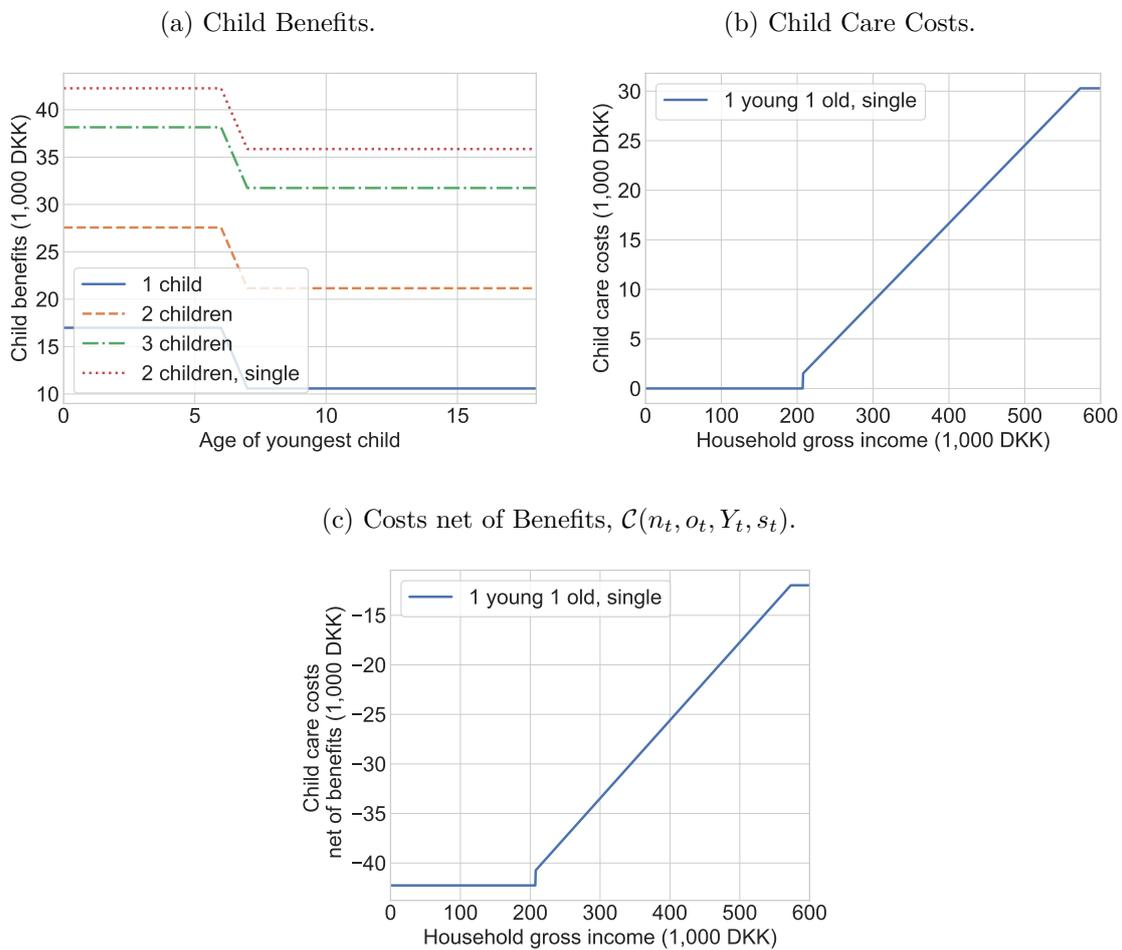 (a) Child Benefits.
Child benefits (1,000 DKK)
40
35
30
25
20
15
10
1 child
2 children
3 children
2 children, single
0 5 10 15
Age of youngest child
(b) Child Care Costs.
Child care costs (1,000 DKK)
30
25
20
15
10
5
0
1 young 1 old, single
0 100 200 300 400 500 600
Household gross income (1,000 DKK)
(c) Costs net of Benefits, 𝒞(nₜ, oₜ, Yₜ, sₜ).
Child care costs
net of benefits (1,000 DKK)
−15
−20
−25
−30
−35
−40
1 young 1 old, single
0 100 200 300 400 500 600
Household gross income (1,000 DKK)